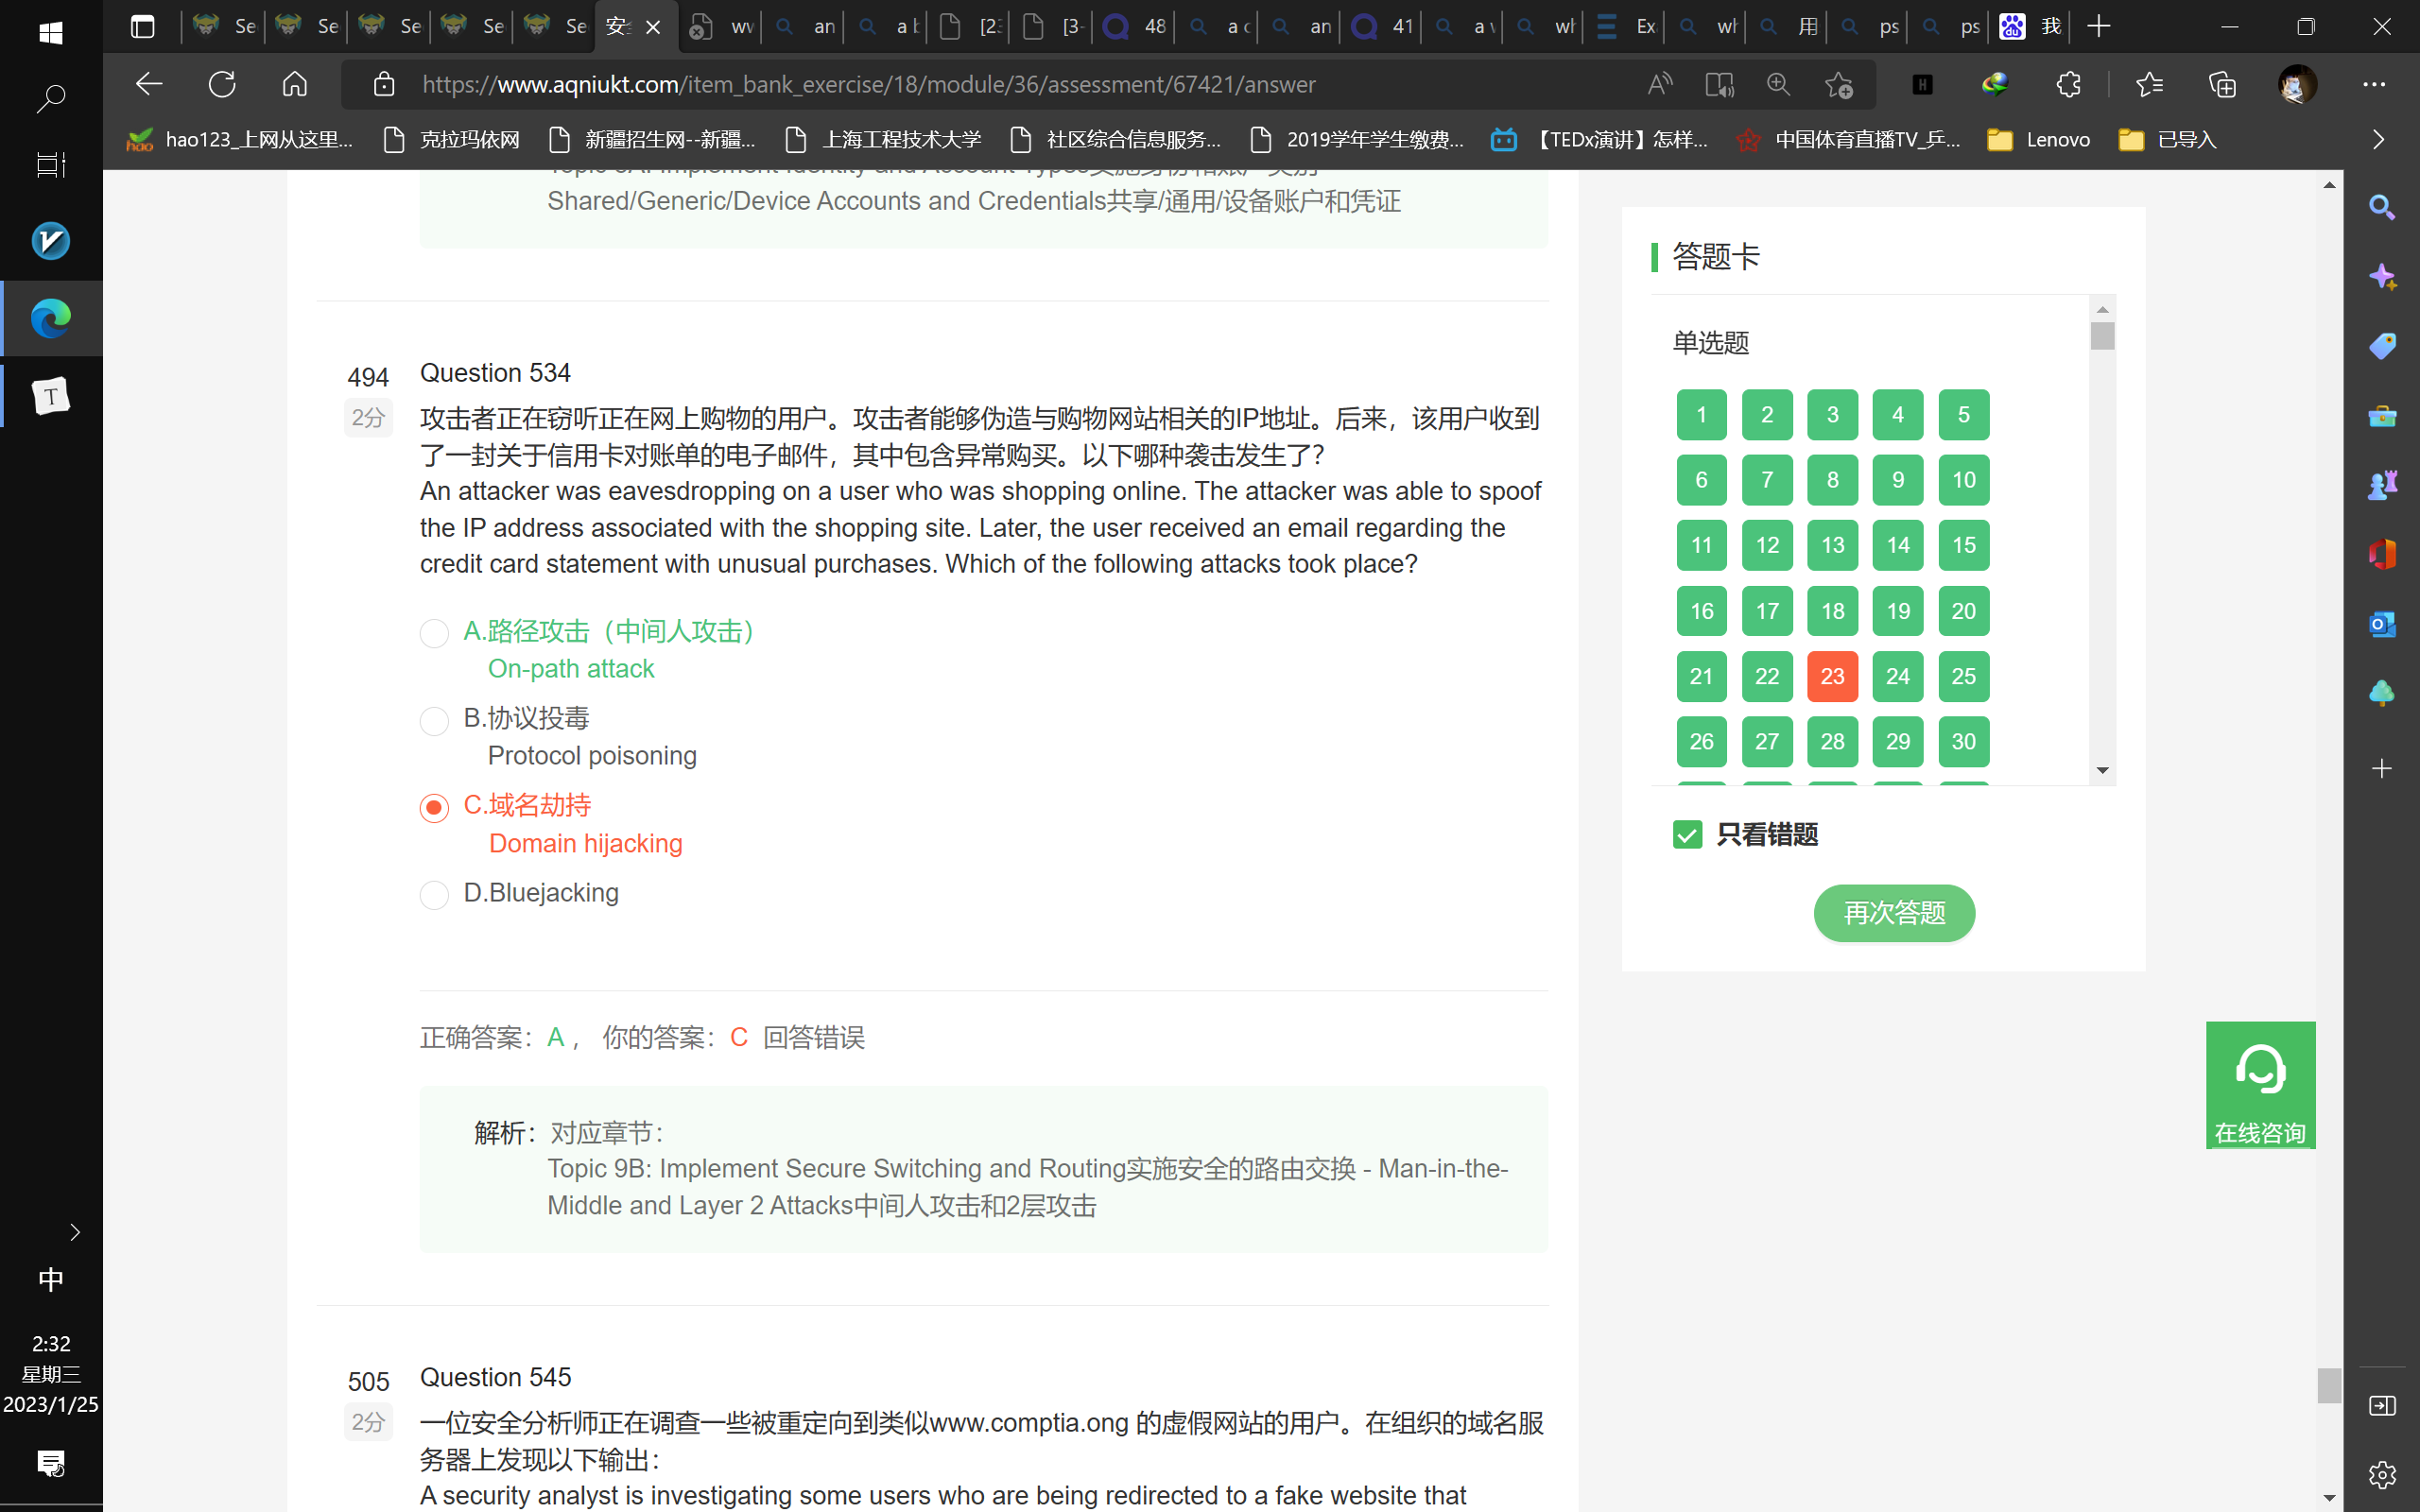 Se
Se
Se
Se
Se
安全
wv
an
a b
[23
[3-
48
a c
an
41
a v
wh
Ex
wh
用
ps
ps
我
https://www.aqniukt.com/item_bank_exercise/18/module/36/assessment/67421/answer
hao123_上网从这里...
克拉玛依网
新疆招生网--新疆...
上海工程技术大学
社区综合信息服务...
2019学年学生缴费...
【TEDx演讲】怎样...
中国体育直播TV_乒...
Lenovo
已导入
Shared/Generic/Device Accounts and Credentials共享/通用/设备账户和凭证
494
2分
Question 534
攻击者正在窃听正在网上购物的用户。攻击者能够伪造与购物网站相关的IP地址。后来，该用户收到
了一封关于信用卡对账单的电子邮件，其中包含异常购买。以下哪种袭击发生了？
An attacker was eavesdropping on a user who was shopping online. The attacker was able to spoof
the IP address associated with the shopping site. Later, the user received an email regarding the
credit card statement with unusual purchases. Which of the following attacks took place?
A.路径攻击（中间人攻击）
On-path attack
B.协议投毒
Protocol poisoning
C.域名劫持
Domain hijacking
D.Bluejacking
正确答案：A， 你的答案：C 回答错误
解析：对应章节：
Topic 9B: Implement Secure Switching and Routing实施安全的路由交换 - Man-in-the-
Middle and Layer 2 Attacks中间人攻击和2层攻击
505
2分
Question 545
一位安全分析师正在调查一些被重定向到类似www.comptia.ong 的虚假网站的用户。在组织的域名服
务器上发现以下输出：
A security analyst is investigating some users who are being redirected to a fake website that
答题卡
单选题
1 2 3 4 5
6 7 8 9 10
11 12 13 14 15
16 17 18 19 20
21 22 23 24 25
26 27 28 29 30
只看错题
再次答题
在线咨询
中
2:32
星期三
2023/1/25